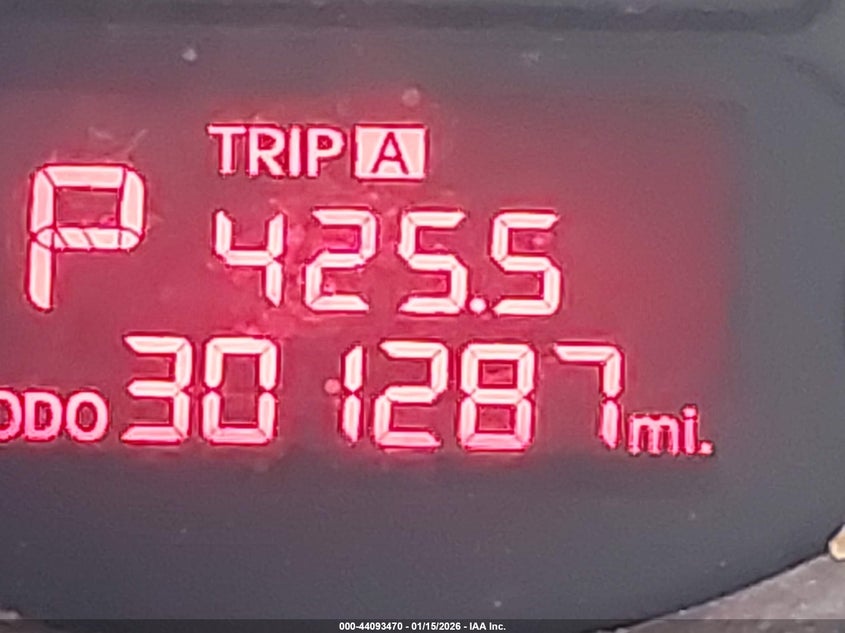 TRIP A
P 425.5
ODO 301287 mi.
000-44093470 - 01/15/2026 - IAA Inc.